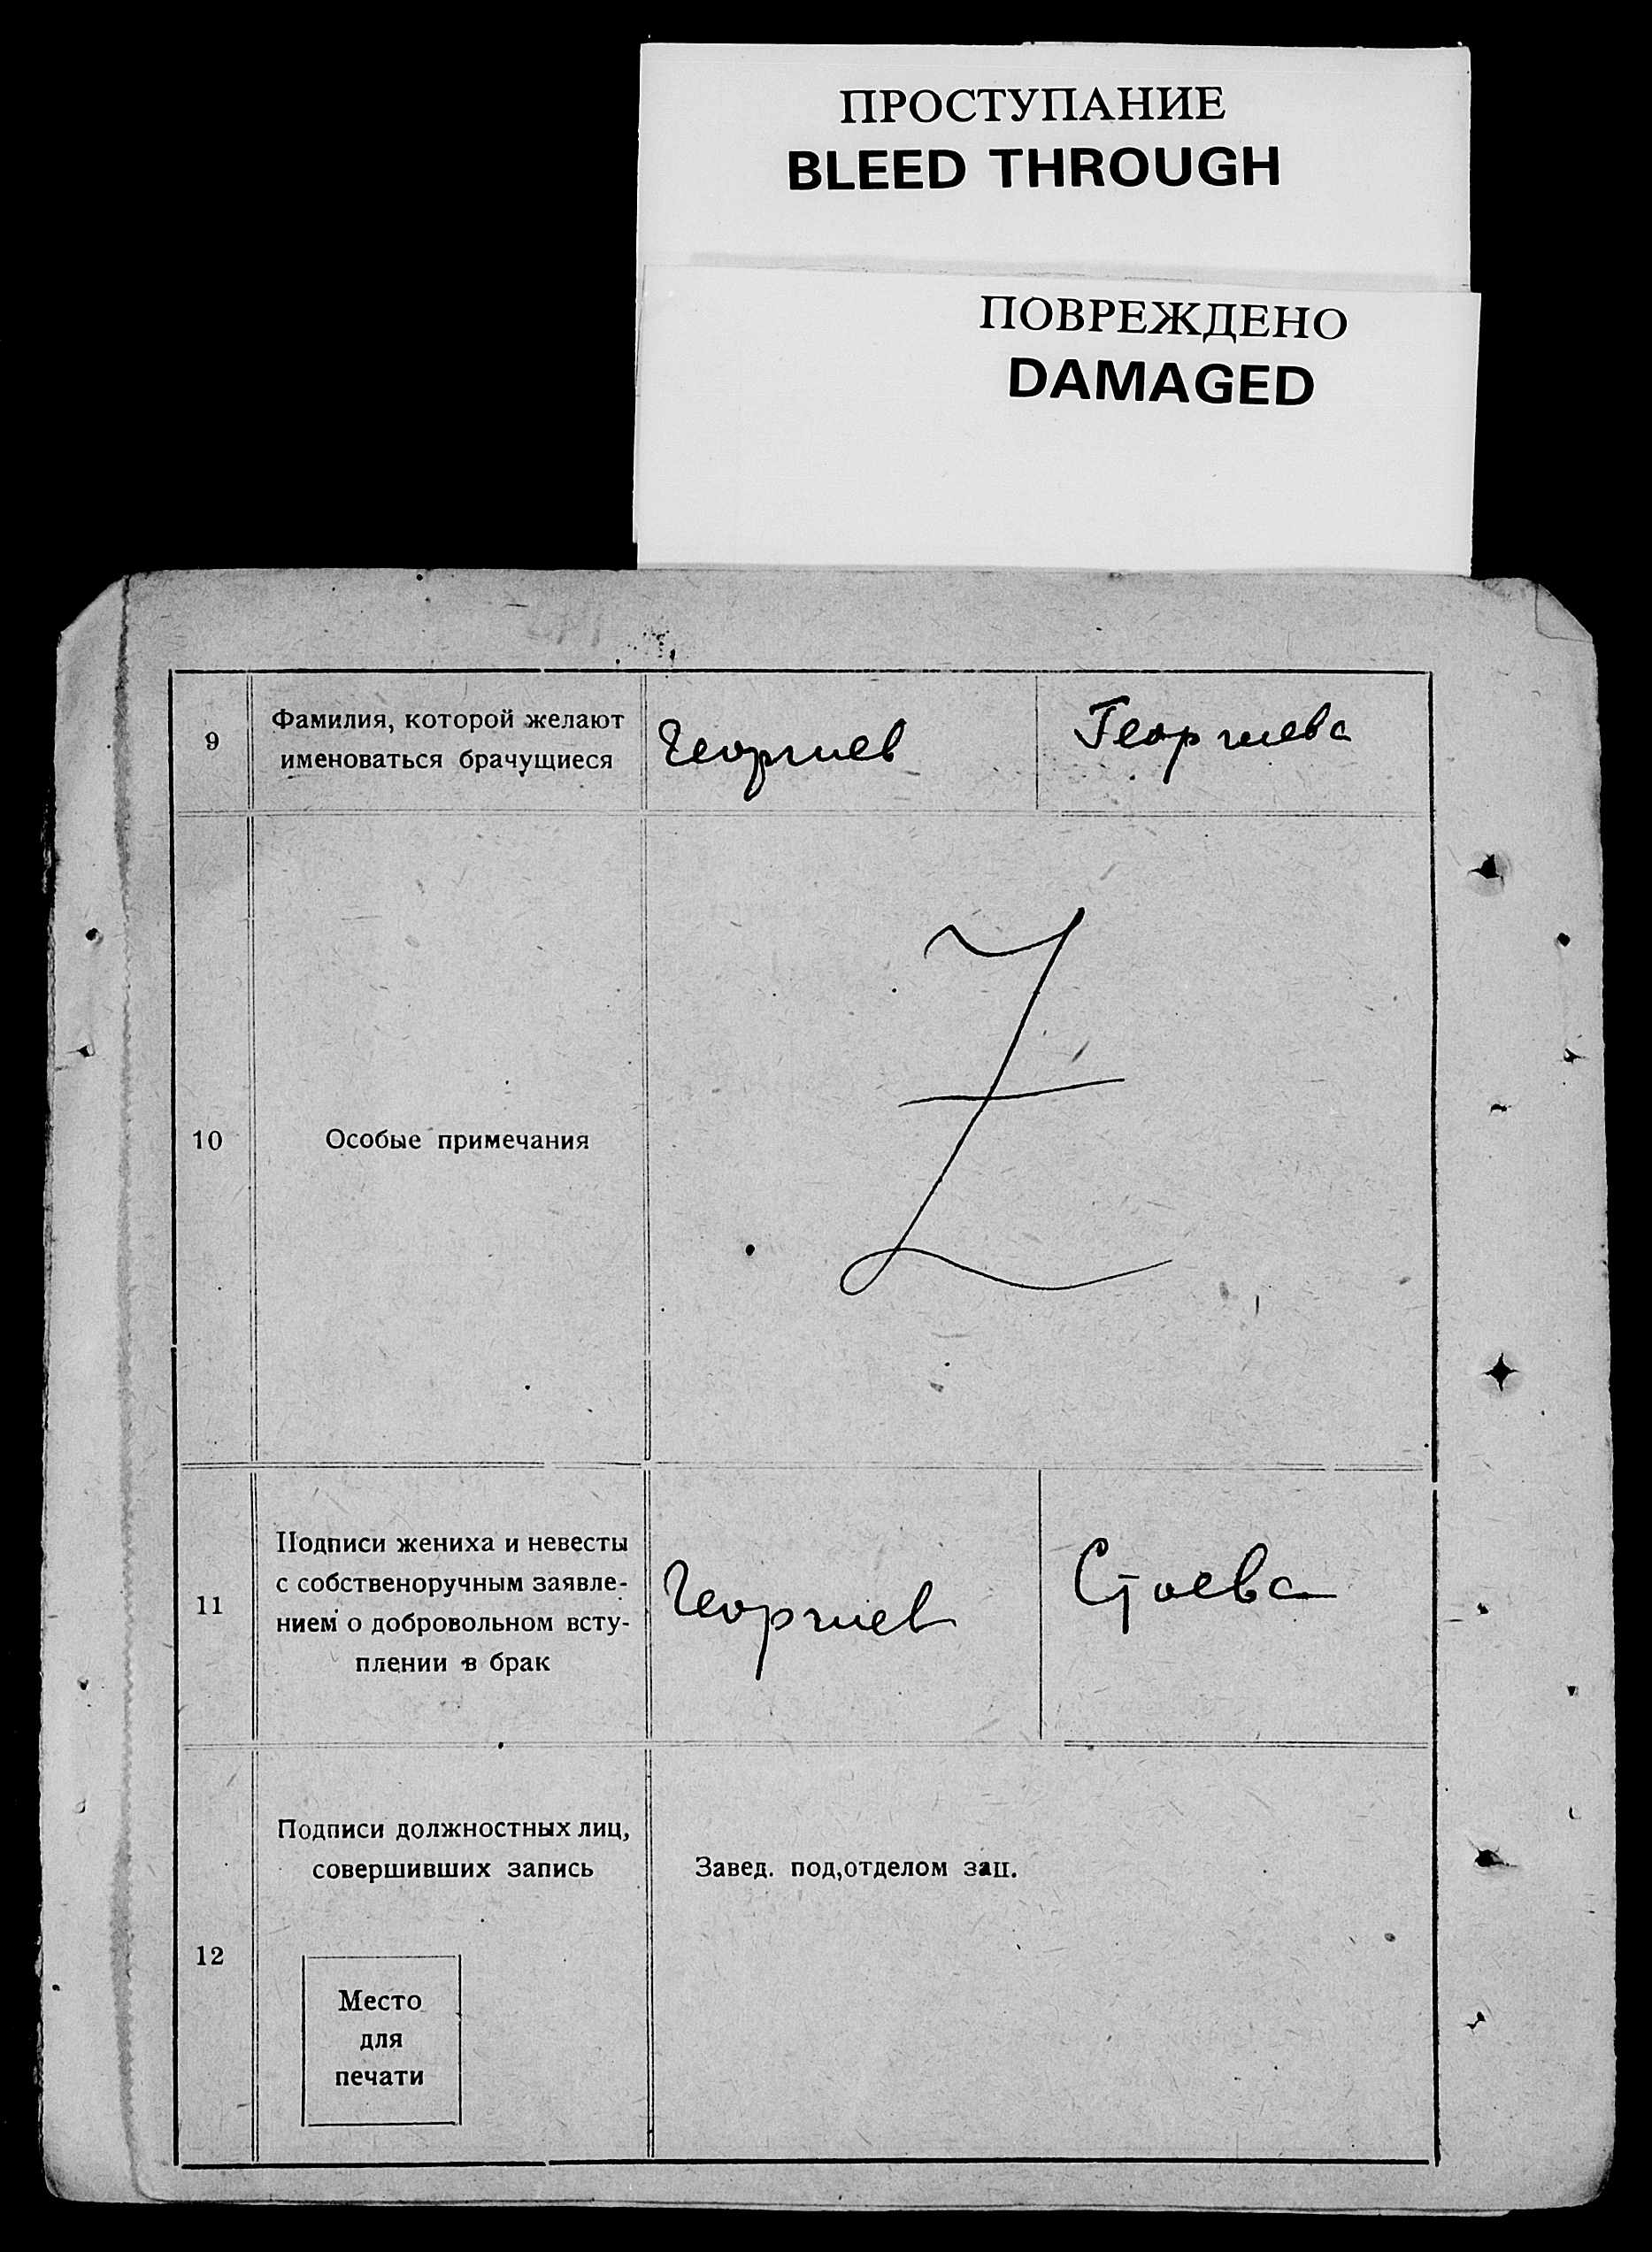 ПРОСТУПАНИЕ
BLEED THROUGH
ПОВРЕЖДЕНО
DAMAGED
9
Фамилия, которой желают
именоваться брачущиеся
Георгиев
Георгиева
10
Особые примечания
Z
11
Подписи жениха и невесты
с собственоручным заявле-
нием о добровольном всту-
плении в брак
Георгиев
Стоева
12
Подписи должностных лиц,
совершивших запись
Завед. под,отделом зап.
Место
для
печати